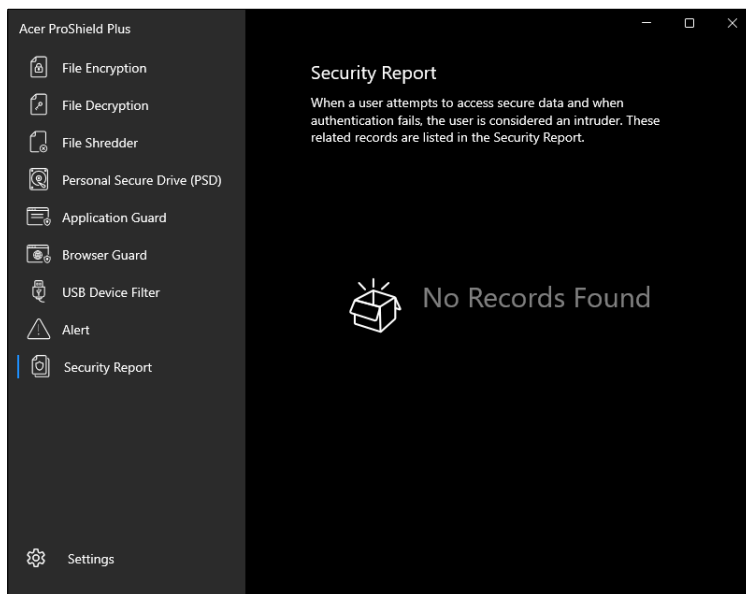 Acer ProShield Plus
File Encryption
File Decryption
File Shredder
Personal Secure Drive (PSD)
Application Guard
Browser Guard
USB Device Filter
Alert
Security Report
Settings
Security Report
When a user attempts to access secure data and when
authentication fails, the user is considered an intruder. These
related records are listed in the Security Report.
No Records Found